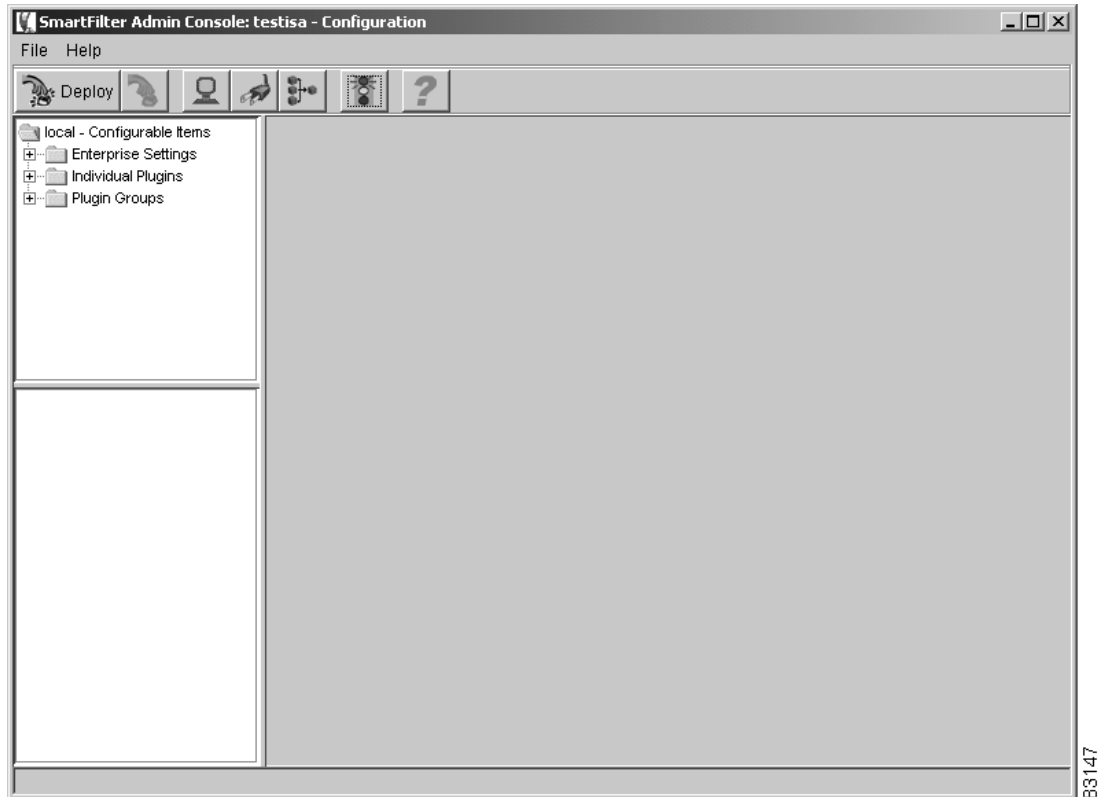 SmartFilter Admin Console: testisa - Configuration
File Help
Deploy ?
local - Configurable Items
Enterprise Settings
Individual Plugins
Plugin Groups
83147